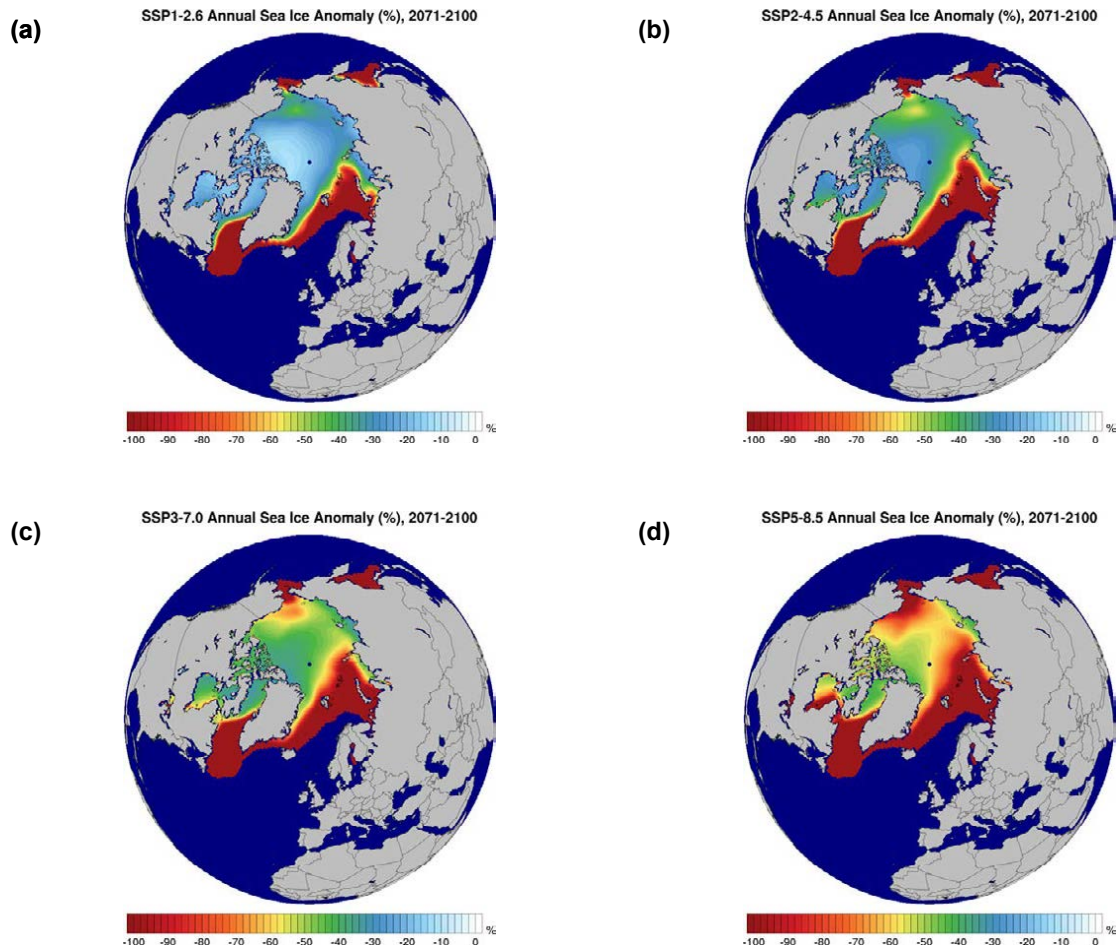 (a)
SSP1-2.6 Annual Sea Ice Anomaly (%), 2071-2100
-100 -90 -80 -70 -60 -50 -40 -30 -20 -10 0 %
(b)
SSP2-4.5 Annual Sea Ice Anomaly (%), 2071-2100
-100 -90 -80 -70 -60 -50 -40 -30 -20 -10 0 %
(c)
SSP3-7.0 Annual Sea Ice Anomaly (%), 2071-2100
-100 -90 -80 -70 -60 -50 -40 -30 -20 -10 0 %
(d)
SSP5-8.5 Annual Sea Ice Anomaly (%), 2071-2100
-100 -90 -80 -70 -60 -50 -40 -30 -20 -10 0 %